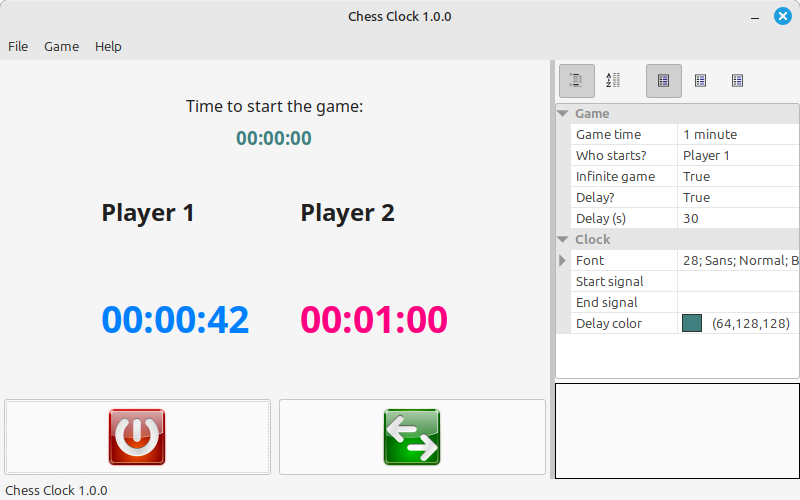 Chess Clock 1.0.0
File Game Help
Time to start the game:
00:00:00
Player 1 Player 2
00:00:42 00:01:00
Game
Game time 1 minute
Who starts? Player 1
Infinite game True
Delay? True
Delay (s) 30
Clock
Font 28; Sans; Normal; B
Start signal
End signal
Delay color (64,128,128)
Chess Clock 1.0.0